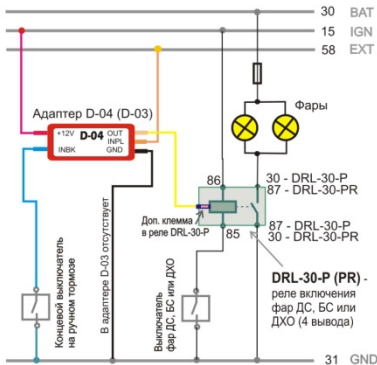 30 BAT
15 IGN
58 EXT
Адаптер D-04 (D-03)
+12V D-04 OUT
INPL
INBK GND
Фары
86
30 - DRL-30-P
87 - DRL-30-PR
Доп. клемма
в реле DRL-30-P
85
87 - DRL-30-P
30 - DRL-30-PR
DRL-30-P (PR) -
реле включения
фар ДС, БС или
ДХО (4 вывода)
Концевой выключатель
на ручном тормозе
В адаптере D-03 отсутствует
Выключатель
фар ДС, БС или ДХО
31 GND